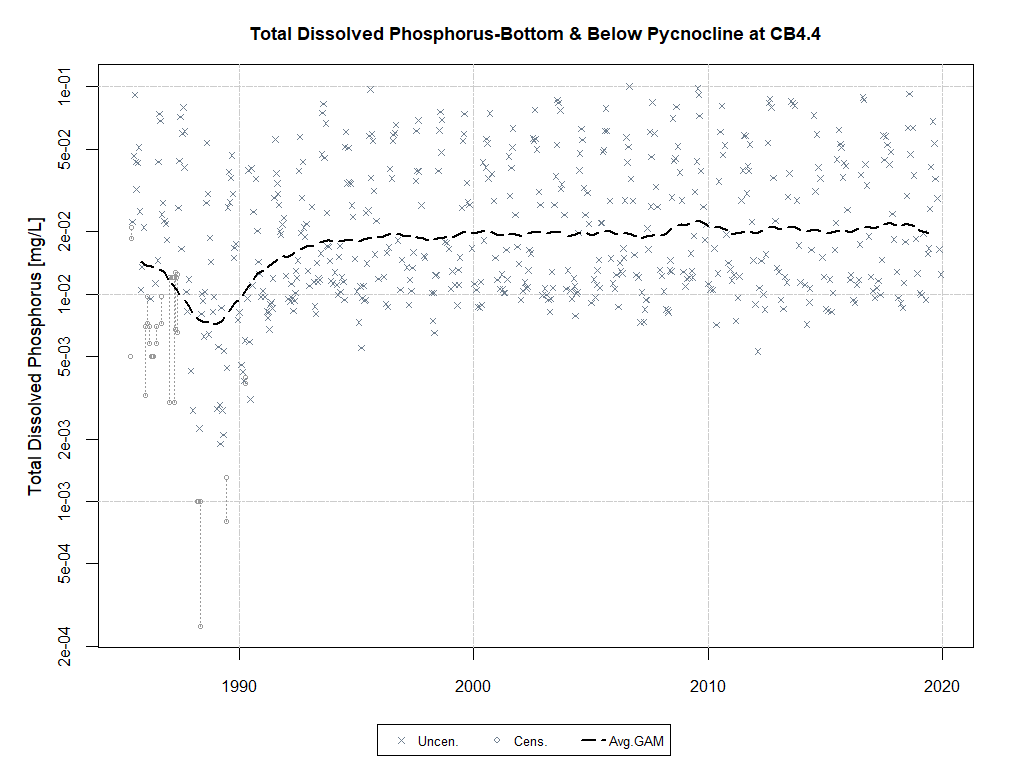 Total Dissolved Phosphorus-Bottom & Below Pycnocline at CB4.4
Total Dissolved Phosphorus [mg/L]
1e-01
5e-02
2e-02
1e-02
5e-03
2e-03
1e-03
5e-04
2e-04
1990 2000 2010 2020
Uncen. Cens. Avg.GAM